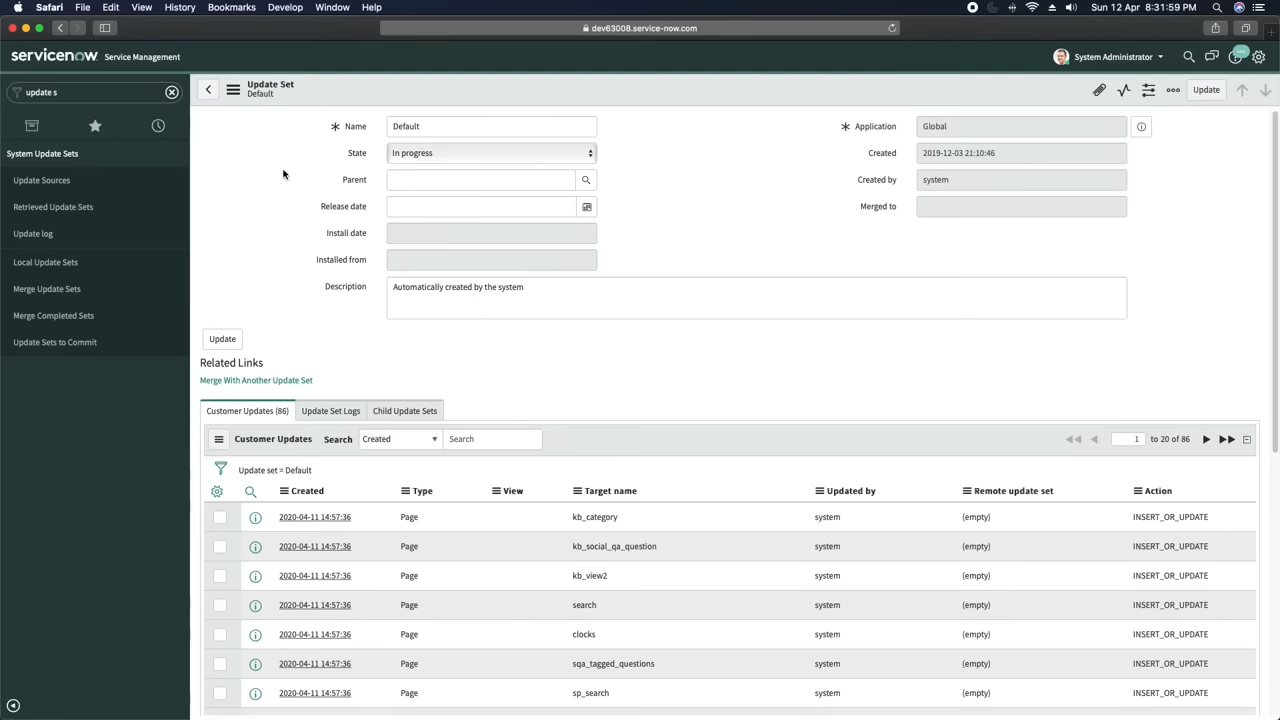 Safari File Edit View History Bookmarks Develop Window Help Sun 12 Apr 8:31:59 PM
dev63008.service-now.com
servicenow Service Management System Administrator
update s
System Update Sets
Update Sources
Retrieved Update Sets
Update log
Local Update Sets
Merge Update Sets
Merge Completed Sets
Update Sets to Commit
Update Set
Default
Update
Name Default
Application Global
State In progress
Created 2019-12-03 21:10:46
Parent
Created by system
Release date
Merged to
Install date
Installed from
Description Automatically created by the system
Update
Related Links
Merge With Another Update Set
Customer Updates (86) Update Set Logs Child Update Sets
Customer Updates Search Created ▼ Search 1 to 20 of 86
Update set = Default
Created Type View Target name Updated by Remote update set Action
2020-04-11 14:57:36 Page kb_category system (empty) INSERT_OR_UPDATE
2020-04-11 14:57:36 Page kb_social_qa_question system (empty) INSERT_OR_UPDATE
2020-04-11 14:57:36 Page kb_view2 system (empty) INSERT_OR_UPDATE
2020-04-11 14:57:36 Page search system (empty) INSERT_OR_UPDATE
2020-04-11 14:57:36 Page clocks system (empty) INSERT_OR_UPDATE
2020-04-11 14:57:36 Page sqa_tagged_questions system (empty) INSERT_OR_UPDATE
2020-04-11 14:57:36 Page sp_search system (empty) INSERT_OR_UPDATE